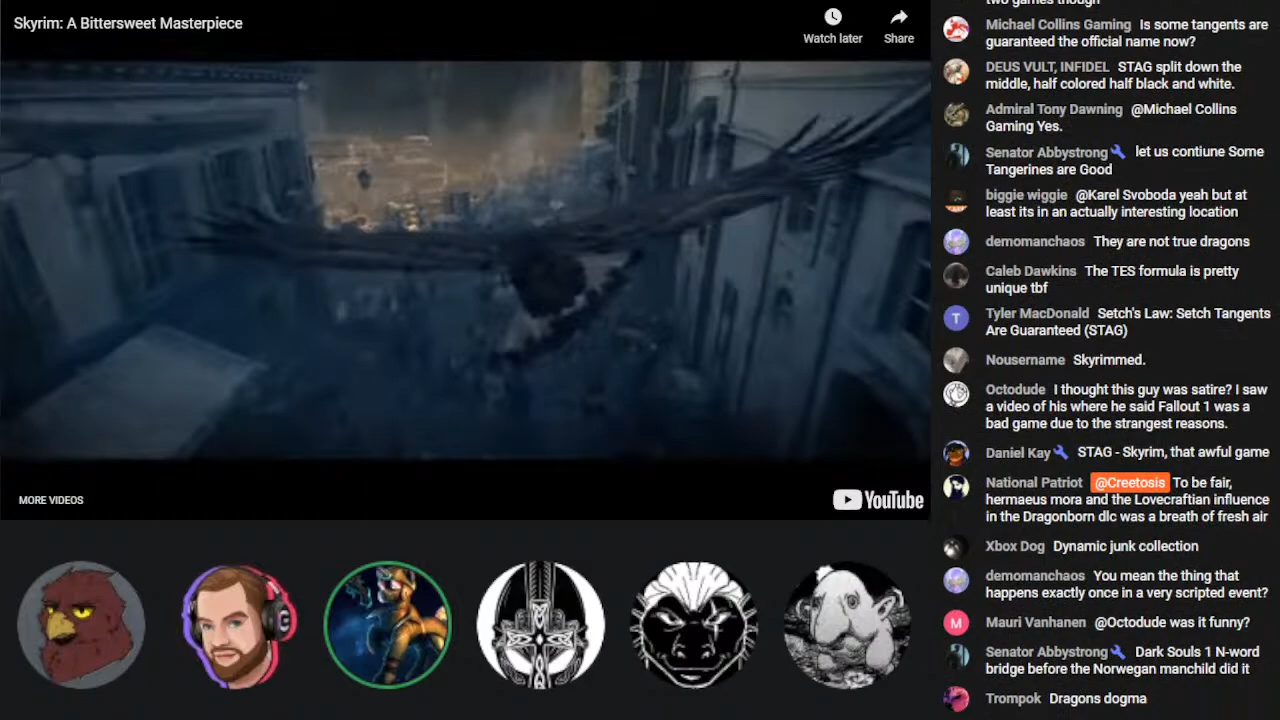 Skyrim: A Bittersweet Masterpiece
Watch later
Share
MORE VIDEOS
YouTube
two games though
Michael Collins Gaming Is some tangents are
guaranteed the official name now?
DEUS VULT, INFIDEL STAG split down the
middle, half colored half black and white.
Admiral Tony Dawning @Michael Collins
Gaming Yes.
Senator Abbystrong let us contiune Some
Tangerines are Good
biggie wiggie @Karel Svoboda yeah but at
least its in an actually interesting location
demomanchaos They are not true dragons
Caleb Dawkins The TES formula is pretty
unique tbf
T
Tyler MacDonald Setch's Law: Setch Tangents
Are Guaranteed (STAG)
Nousername Skyrimmed.
Octodude I thought this guy was satire? I saw
a video of his where he said Fallout 1 was a
bad game due to the strangest reasons.
Daniel Kay STAG - Skyrim, that awful game
National Patriot @Creetosis To be fair,
hermaeus mora and the Lovecraftian influence
in the Dragonborn dlc was a breath of fresh air
Xbox Dog Dynamic junk collection
demomanchaos You mean the thing that
happens exactly once in a very scripted event?
M
Mauri Vanhanen @Octodude was it funny?
Senator Abbystrong Dark Souls 1 N-word
bridge before the Norwegian manchild did it
Trompok Dragons dogma